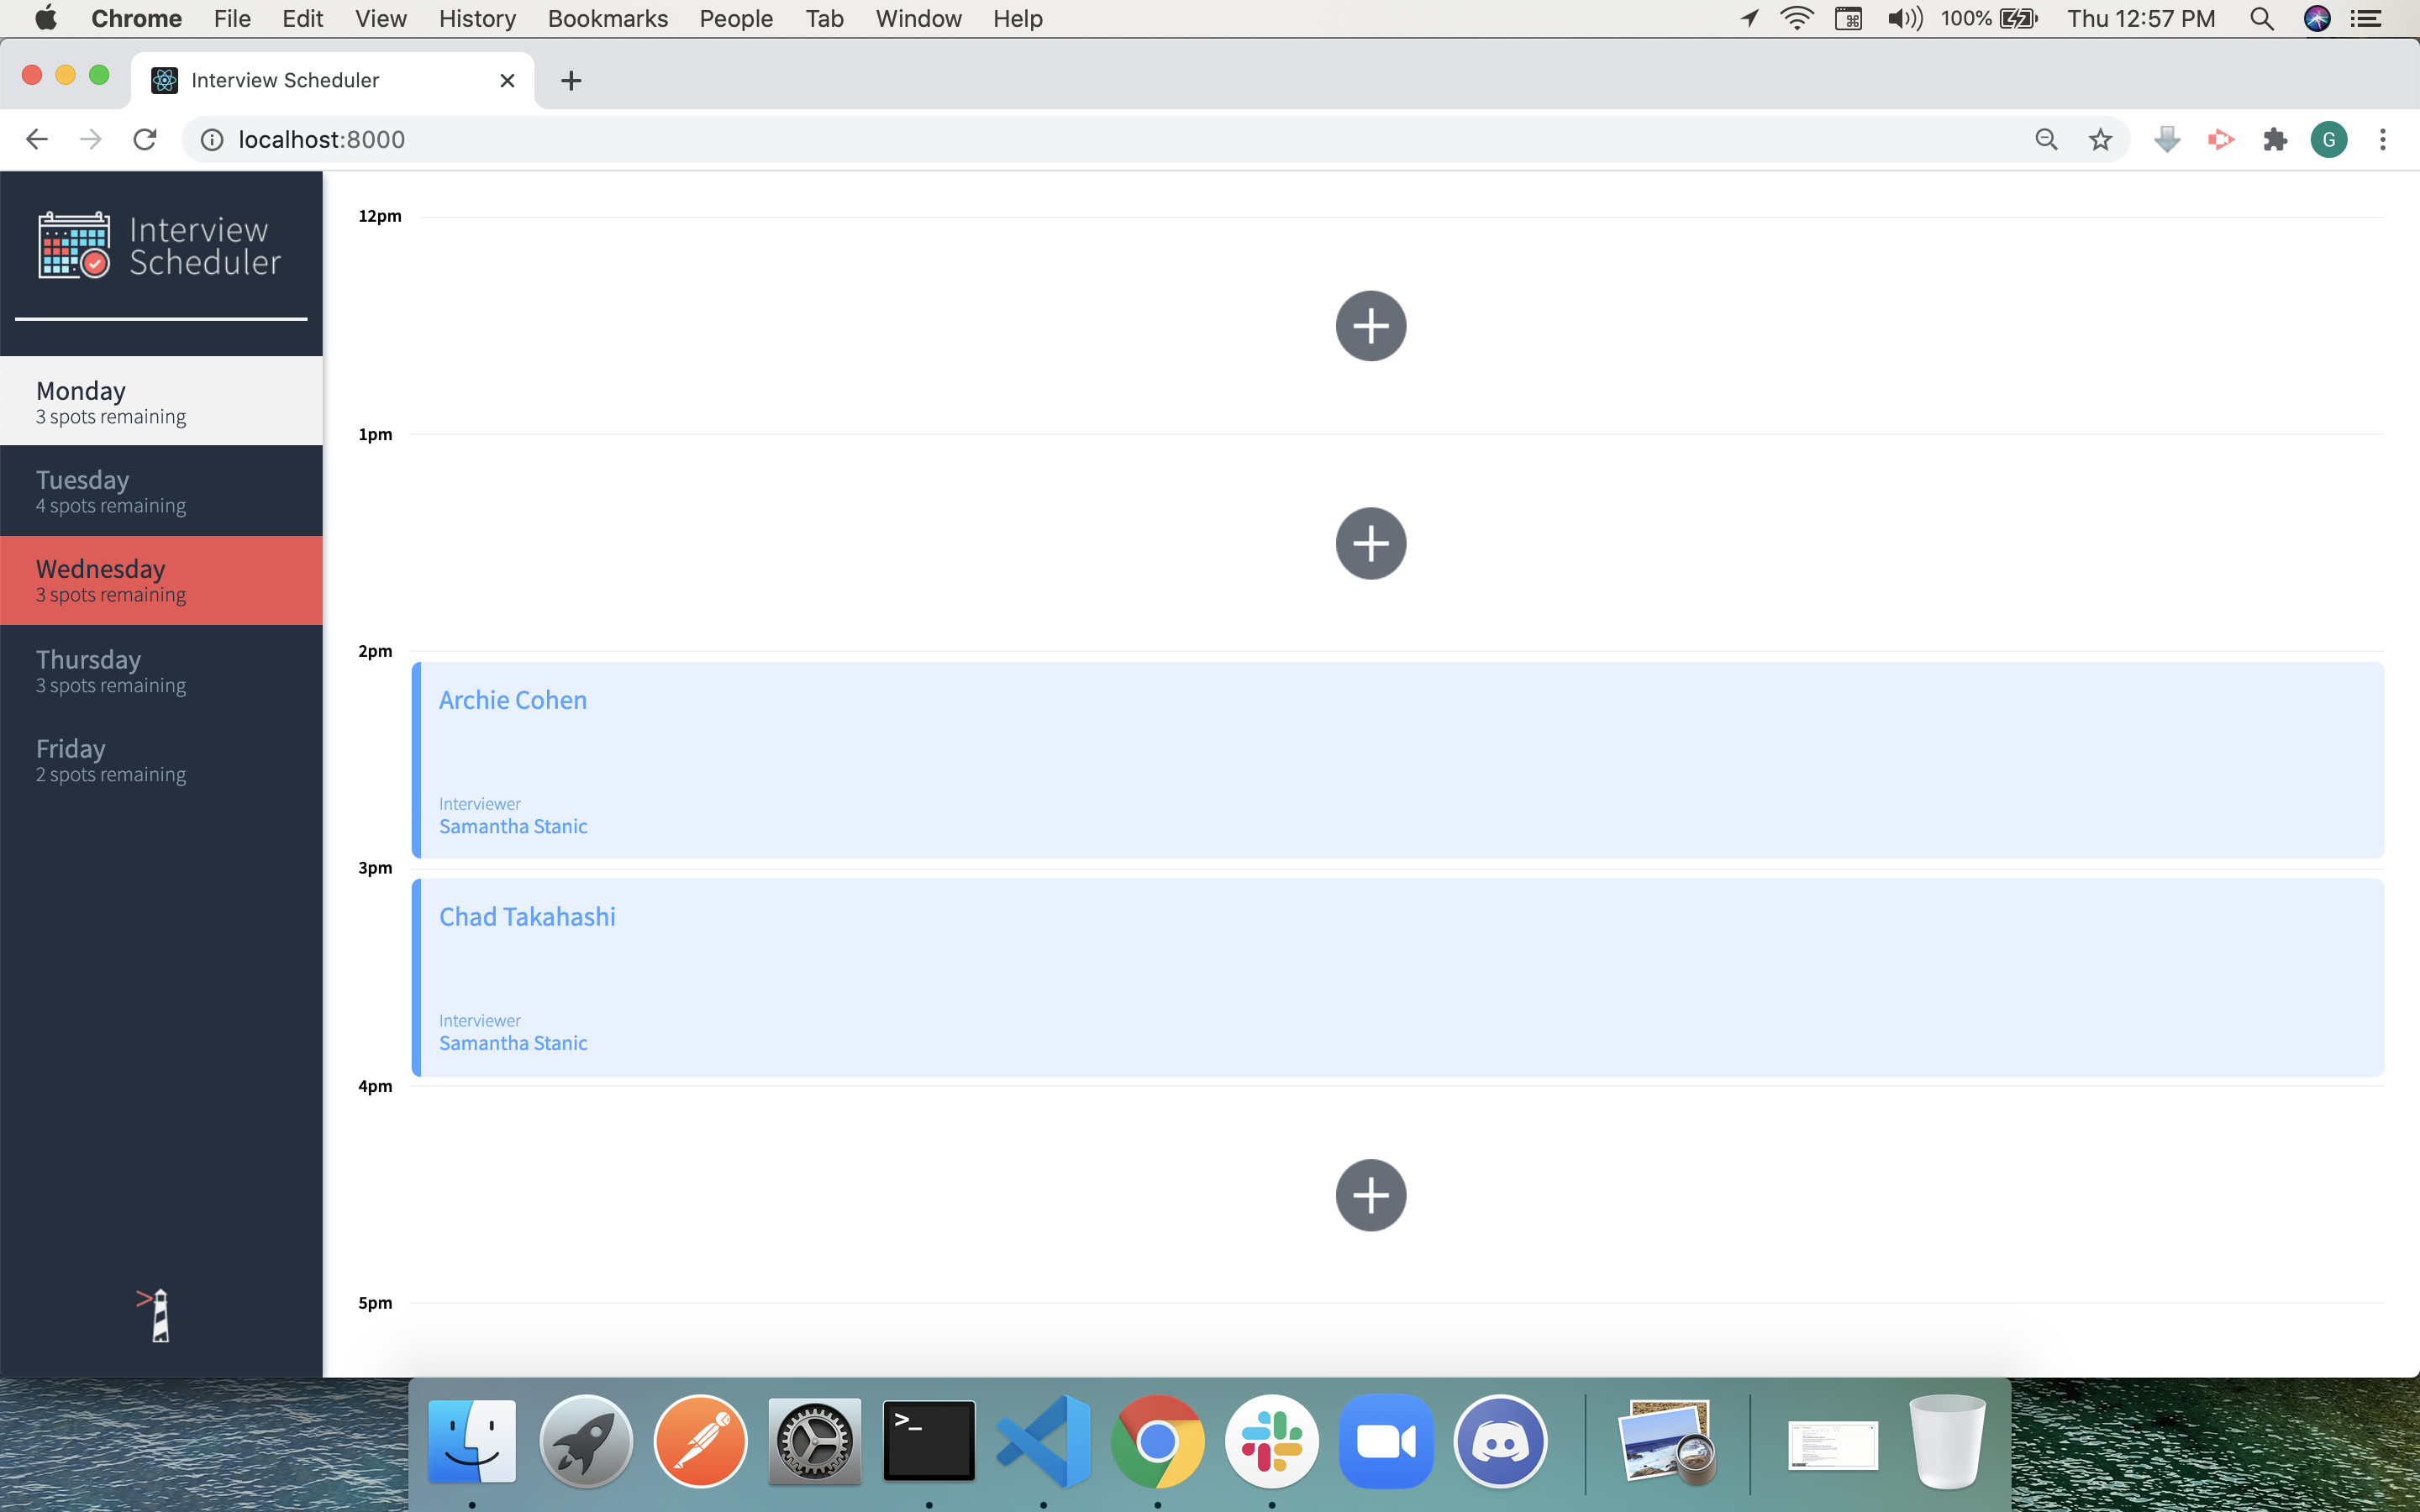 Chrome File Edit View History Bookmarks People Tab Window Help 100% Thu 12:57 PM
Interview Scheduler
localhost:8000
G
Interview
Scheduler
Monday
3 spots remaining
Tuesday
4 spots remaining
Wednesday
3 spots remaining
Thursday
3 spots remaining
Friday
2 spots remaining
12pm
1pm
2pm
Archie Cohen
Interviewer
Samantha Stanic
3pm
Chad Takahashi
Interviewer
Samantha Stanic
4pm
5pm
>_